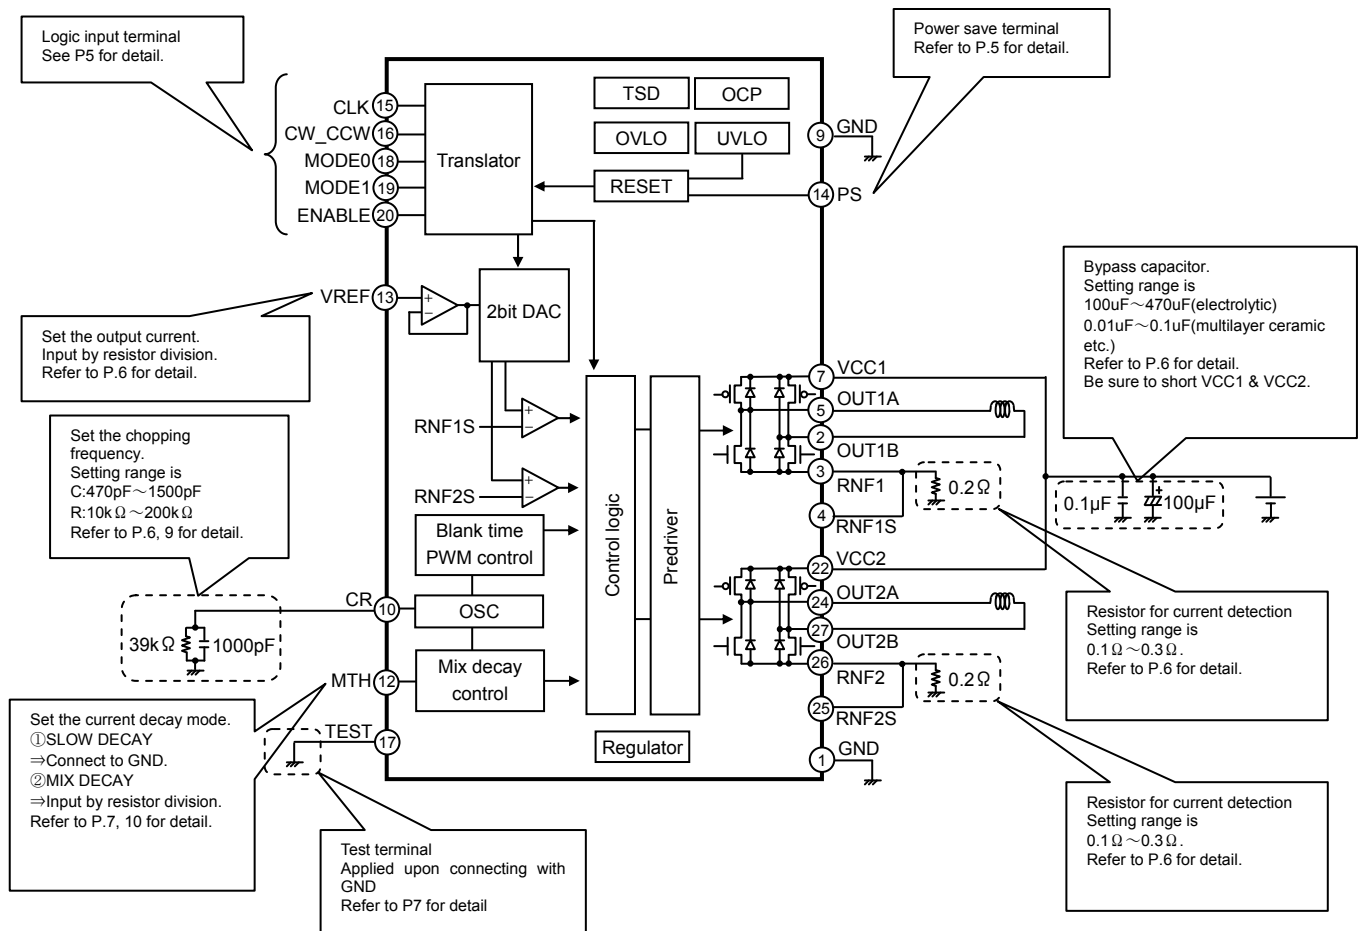 Logic input terminal
See P5 for detail.
Power save terminal
Refer to P.5 for detail.
CLK 15
CW_CCW 16
MODE0 18
MODE1 19
ENABLE 20
Translator
TSD
OCP
OVLO
UVLO
RESET
9 GND
14 PS
VREF 13
+
−
2bit DAC
Set the output current.
Input by resistor division.
Refer to P.6 for detail.
Bypass capacitor.
Setting range is
100uF～470uF(electrolytic)
0.01uF～0.1uF(multilayer ceramic
etc.)
Refer to P.6 for detail.
Be sure to short VCC1 & VCC2.
Set the chopping
frequency.
Setting range is
C:470pF～1500pF
R:10kΩ～200kΩ
Refer to P.6, 9 for detail.
RNF1S
+
−
RNF2S
+
−
Blank time
PWM control
OSC
Mix decay
control
Control logic
Predriver
Regulator
7 VCC1
5 OUT1A
2
OUT1B
3
RNF1
4
RNF1S
0.2Ω
0.1µF
+
100µF
VCC2
22
OUT2A
24
27
OUT2B
26
RNF2
25
RNF2S
0.2Ω
1 GND
CR
10
39kΩ
1000pF
MTH 12
TEST
17
Set the current decay mode.
①SLOW DECAY
⇒Connect to GND.
②MIX DECAY
⇒Input by resistor division.
Refer to P.7, 10 for detail.
Test terminal
Applied upon connecting with
GND
Refer to P7 for detail
Resistor for current detection
Setting range is
0.1Ω～0.3Ω.
Refer to P.6 for detail.
Resistor for current detection
Setting range is
0.1Ω～0.3Ω.
Refer to P.6 for detail.